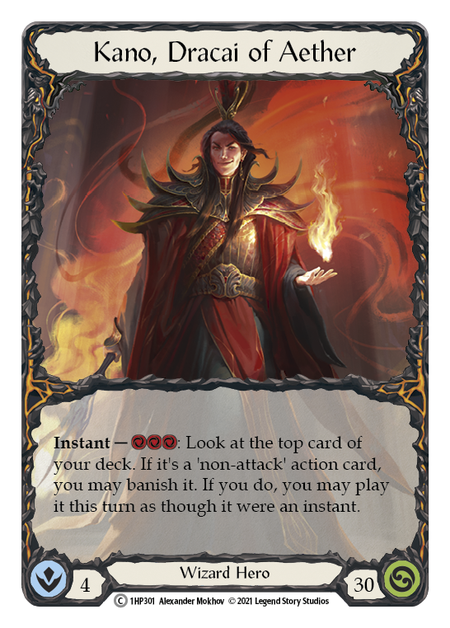 Kano, Dracai of Aether
Instant — : Look at the top card of
your deck. If it's a 'non-attack' action card,
you may banish it. If you do, you may play
it this turn as though it were an instant.
4
Wizard Hero
30
C 1HP301 Alexander Mokhov © 2021 Legend Story Studios